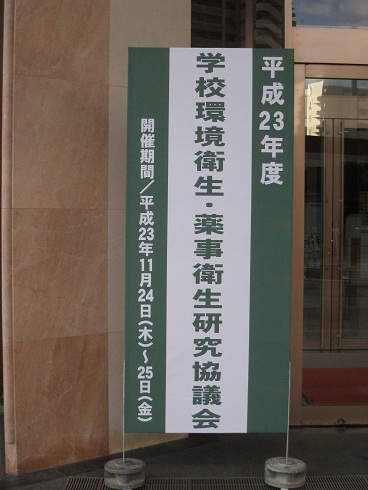 平成23年度
学校環境衛生・薬事衛生研究協議会
開催期間／平成23年11月24日(木)～25日(金)